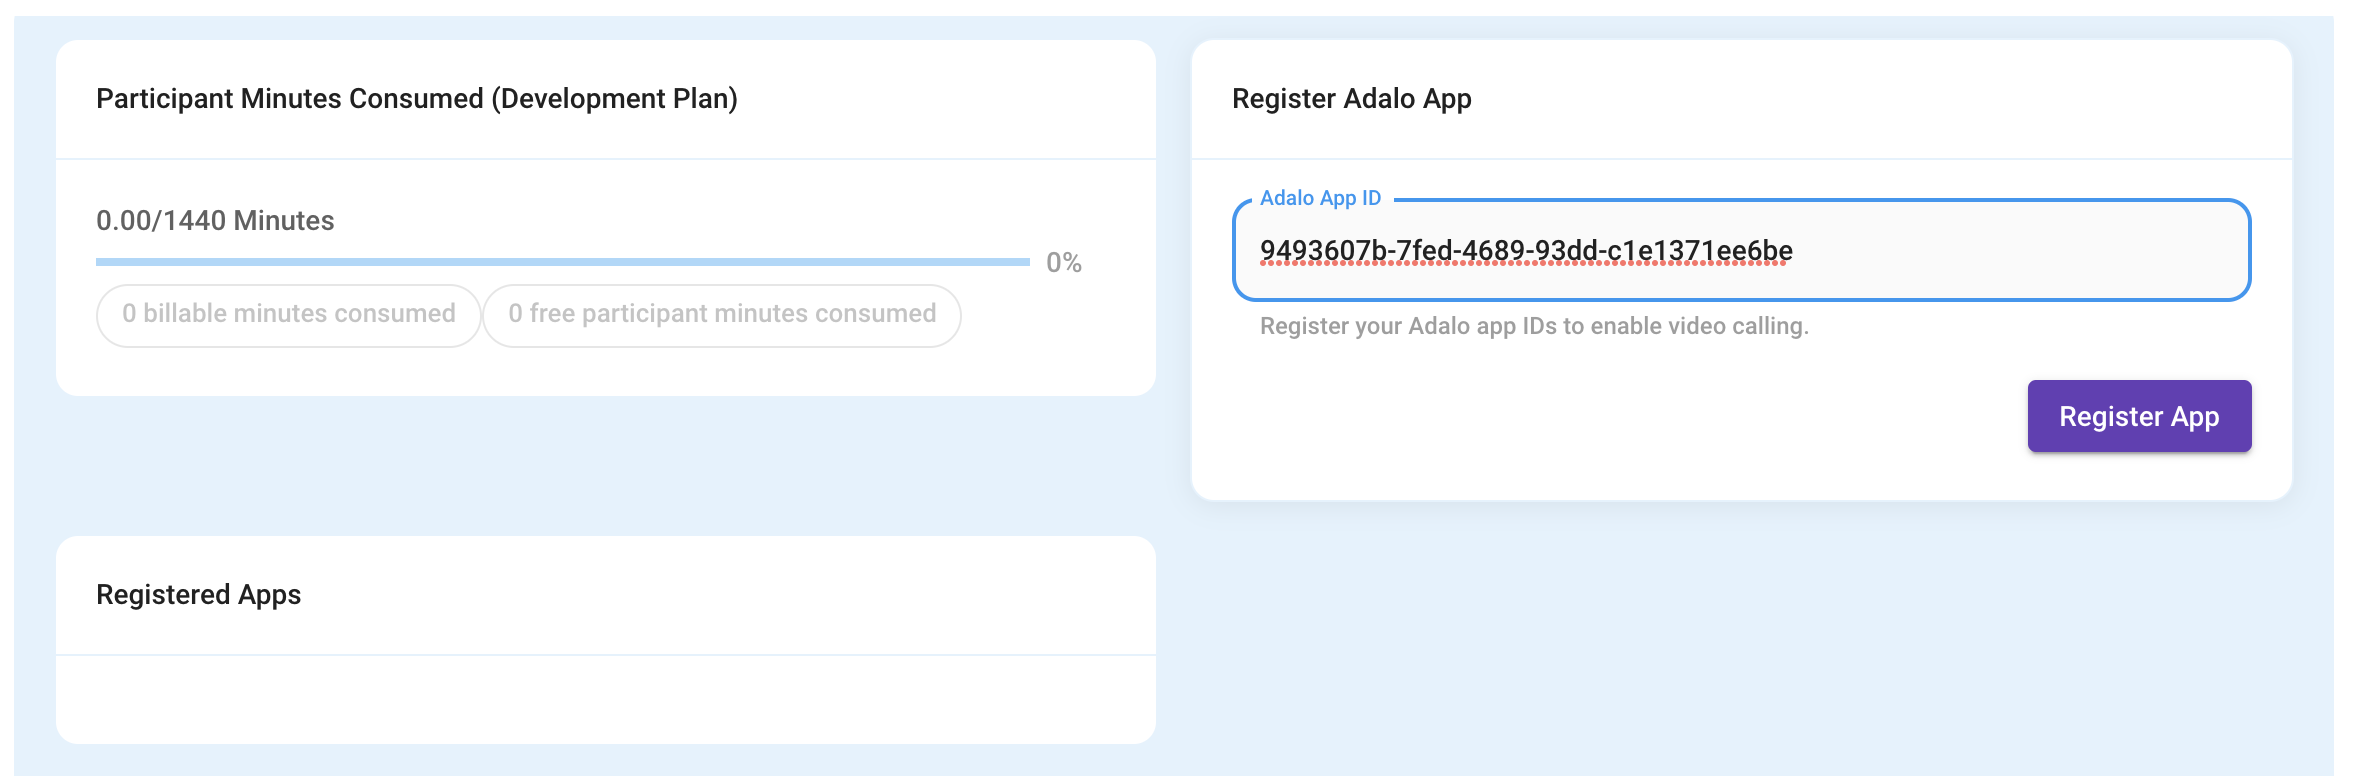 Participant Minutes Consumed (Development Plan)
0.00/1440 Minutes
0%
0 billable minutes consumed
0 free participant minutes consumed
Register Adalo App
Adalo App ID
9493607b-7fed-4689-93dd-c1e1371ee6be
Register your Adalo app IDs to enable video calling.
Register App
Registered Apps